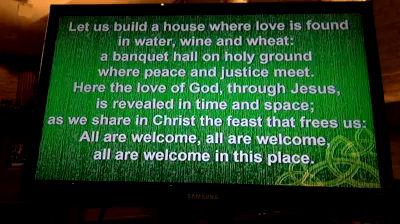 Let us build a house where love is found
in water, wine and wheat:
a banquet hall on holy ground
where peace and justice meet.
Here the love of God, through Jesus,
is revealed in time and space;
as we share in Christ the feast that frees us:
All are welcome, all are welcome,
all are welcome in this place.
SAMSUNG